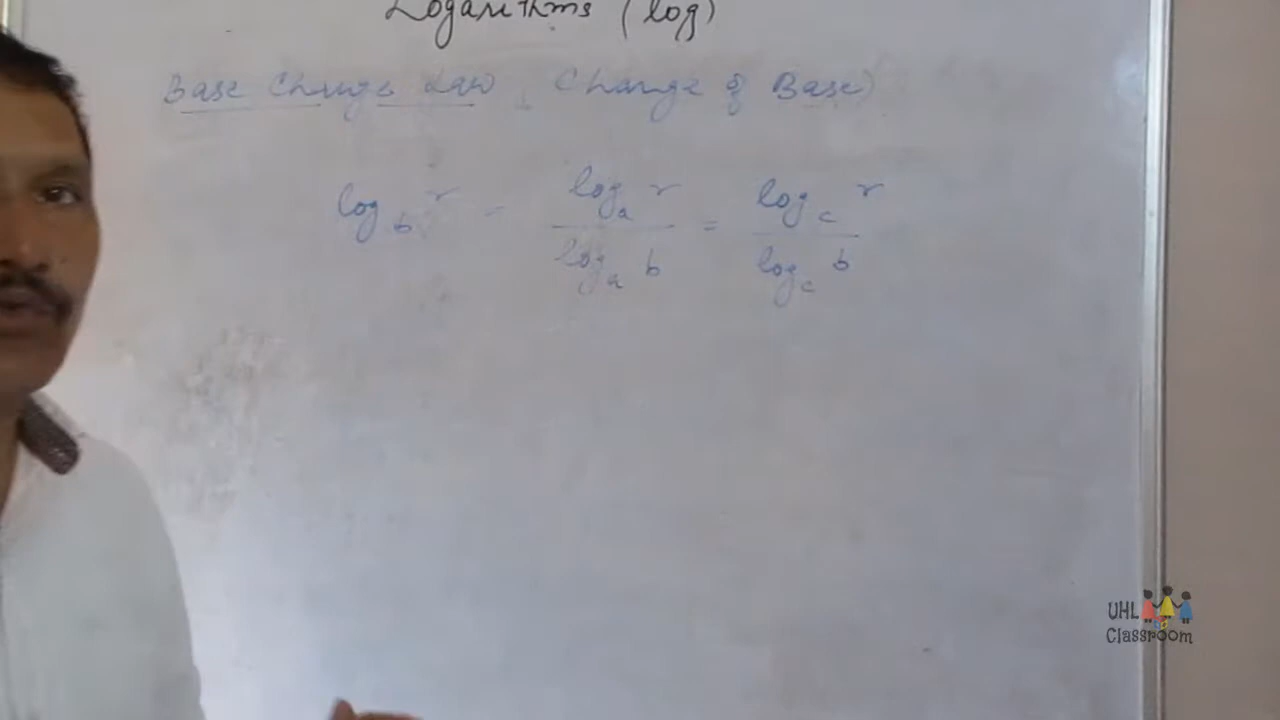 Logarithms (log)
Base Change Law (Change of Base)
log_b r = log_a r / log_a b = log_c r / log_c b
UHL
Classroom